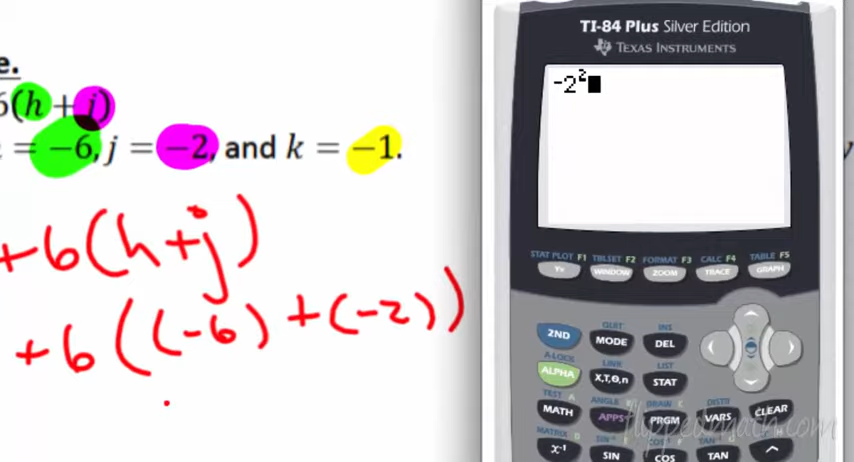 e.
6(h + j)
= −6, j = −2, and k = −1.
+6(h+j)
+6((-6)+(-2))
TI-84 Plus Silver Edition
TEXAS INSTRUMENTS
-2²
STAT PLOT F1 TBLSET F2 FORMAT F3 CALC F4 TABLE F5
Y= WINDOW ZOOM TRACE GRAPH
QUIT INS
2ND MODE DEL
A-LOCK LINK LIST
ALPHA X,T,θ,n STAT
TEST A ANGLE B DRAW C DISTR
MATH APPS PRGM VARS CLEAR
MATRIX D SIN⁻¹ E COS⁻¹ F TAN⁻¹ G H
x⁻¹ SIN COS TAN ^
flippedmath.com
y